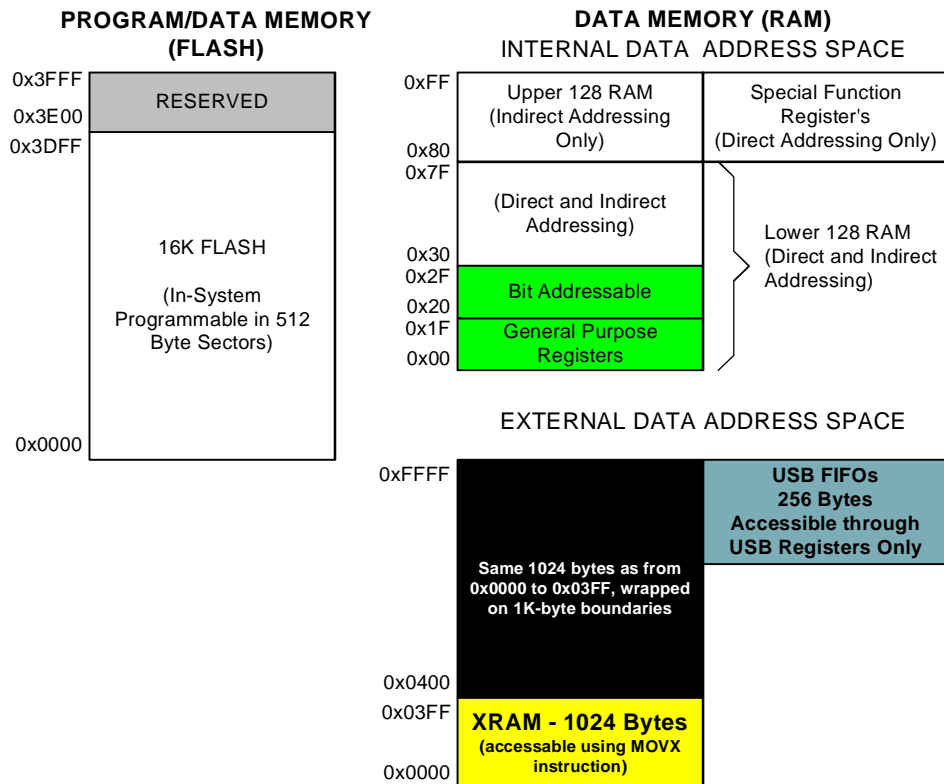 PROGRAM/DATA MEMORY
(FLASH)
0x3FFF
RESERVED
0x3E00
0x3DFF
16K FLASH
(In-System
Programmable in 512
Byte Sectors)
0x0000
DATA MEMORY (RAM)
INTERNAL DATA ADDRESS SPACE
0xFF
Upper 128 RAM
(Indirect Addressing
Only)
0x80
Special Function
Register's
(Direct Addressing Only)
0x7F
(Direct and Indirect
Addressing)
0x30
Lower 128 RAM
(Direct and Indirect
Addressing)
0x2F
Bit Addressable
0x20
0x1F
General Purpose
Registers
0x00
EXTERNAL DATA ADDRESS SPACE
0xFFFF
Same 1024 bytes as from
0x0000 to 0x03FF, wrapped
on 1K-byte boundaries
0x0400
USB FIFOs
256 Bytes
Accessible through
USB Registers Only
0x03FF
XRAM - 1024 Bytes
(accessable using MOVX
instruction)
0x0000